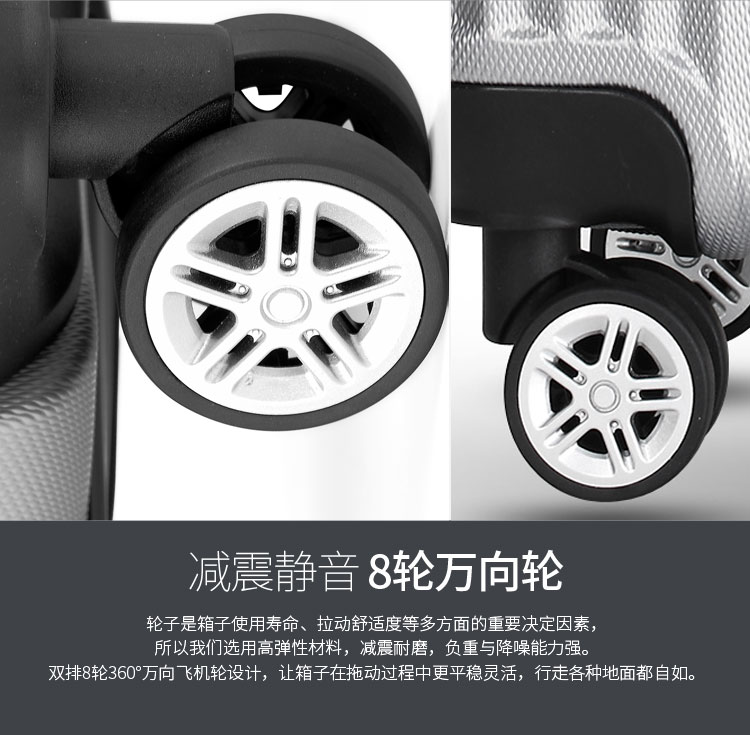 减震静音 8轮万向轮
轮子是箱子使用寿命、拉动舒适度等多方面的重要决定因素，
所以我们选用高弹性材料，减震耐磨，负重与降噪能力强。
双排8轮360°万向飞机轮设计，让箱子在拖动过程中更平稳灵活，行走各种地面都自如。